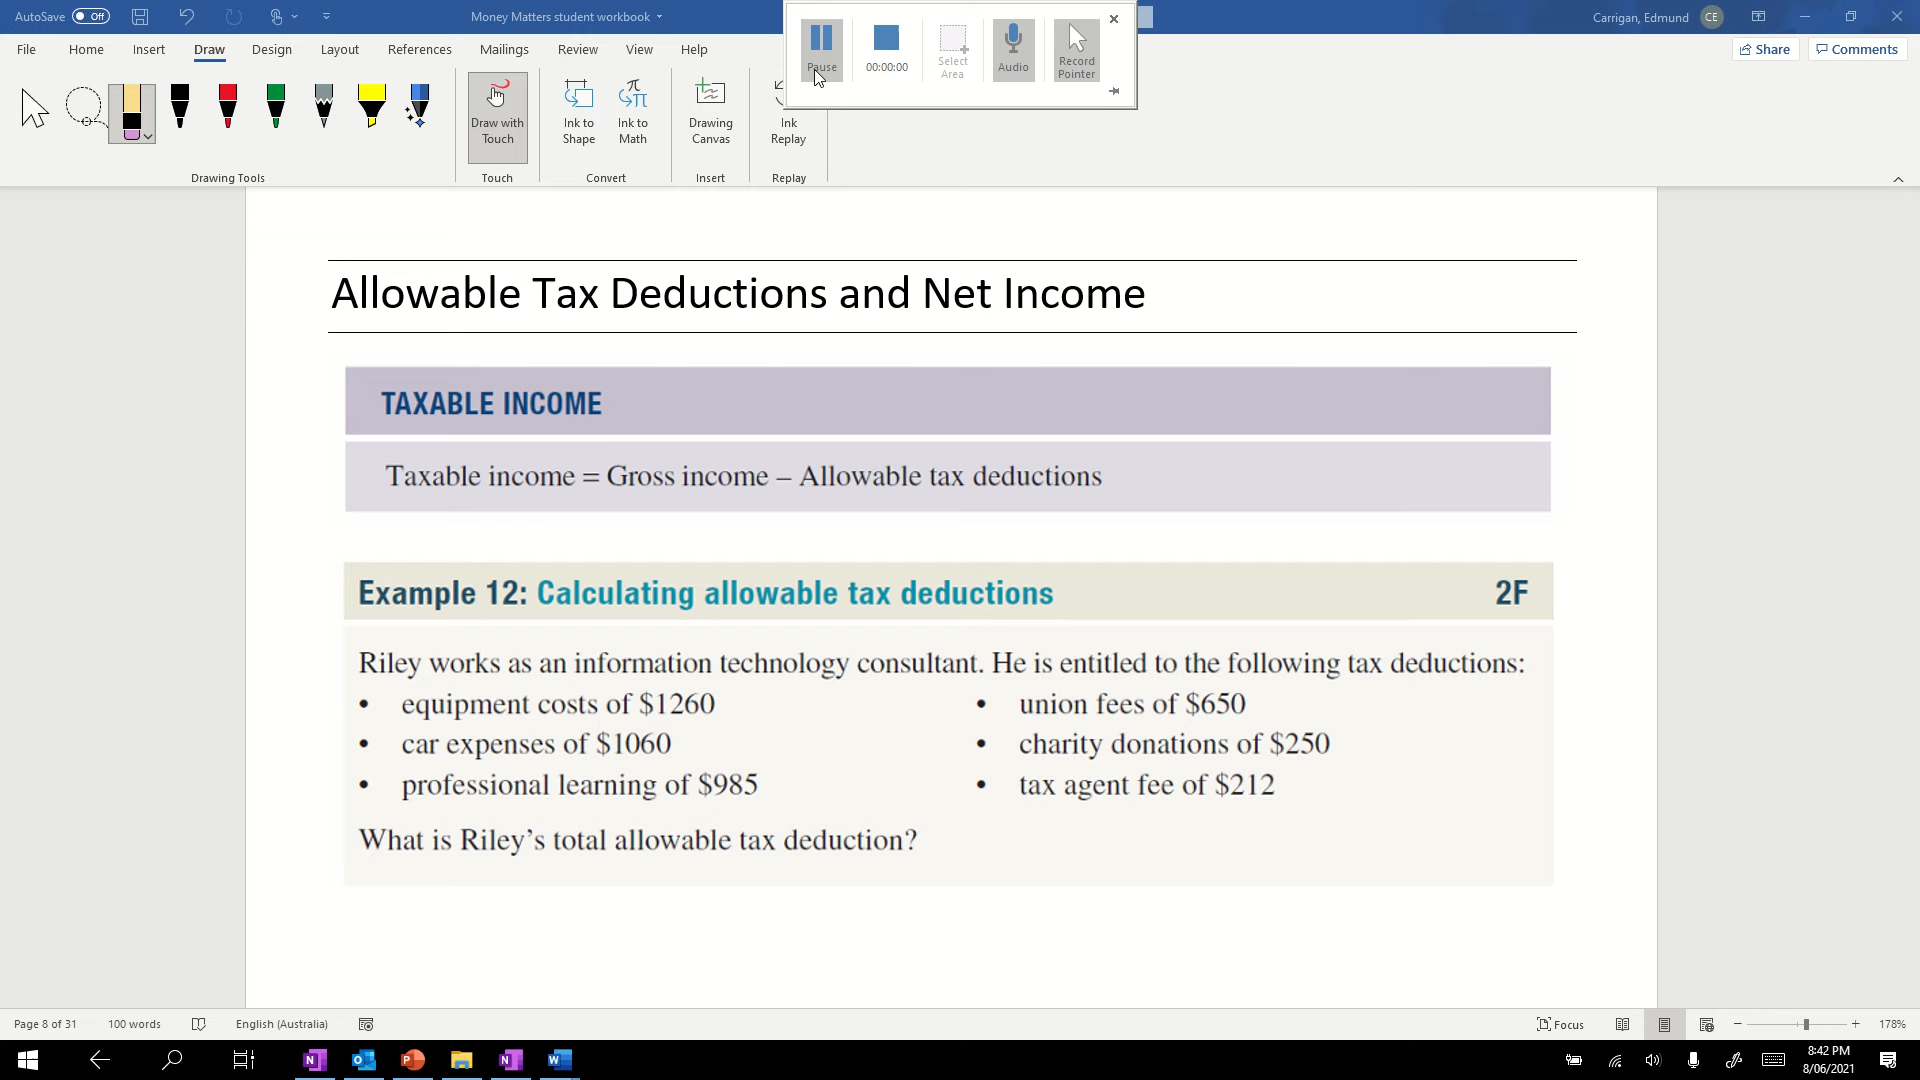 AutoSave Off
Money Matters student workbook
Carrigan, Edmund CE
File Home Insert Draw Design Layout References Mailings Review View Help
Share Comments
Pause 00:00:00 Select Area Audio Record Pointer
Draw with Touch
Ink to Shape
Ink to Math
Drawing Canvas
Ink Replay
Drawing Tools Touch Convert Insert Replay
Allowable Tax Deductions and Net Income
TAXABLE INCOME
Taxable income = Gross income – Allowable tax deductions
Example 12: Calculating allowable tax deductions 2F
Riley works as an information technology consultant. He is entitled to the following tax deductions:
• equipment costs of $1260 • union fees of $650
• car expenses of $1060 • charity donations of $250
• professional learning of $985 • tax agent fee of $212
What is Riley's total allowable tax deduction?
Page 8 of 31 100 words English (Australia) Focus 178%
8:42 PM
8/06/2021